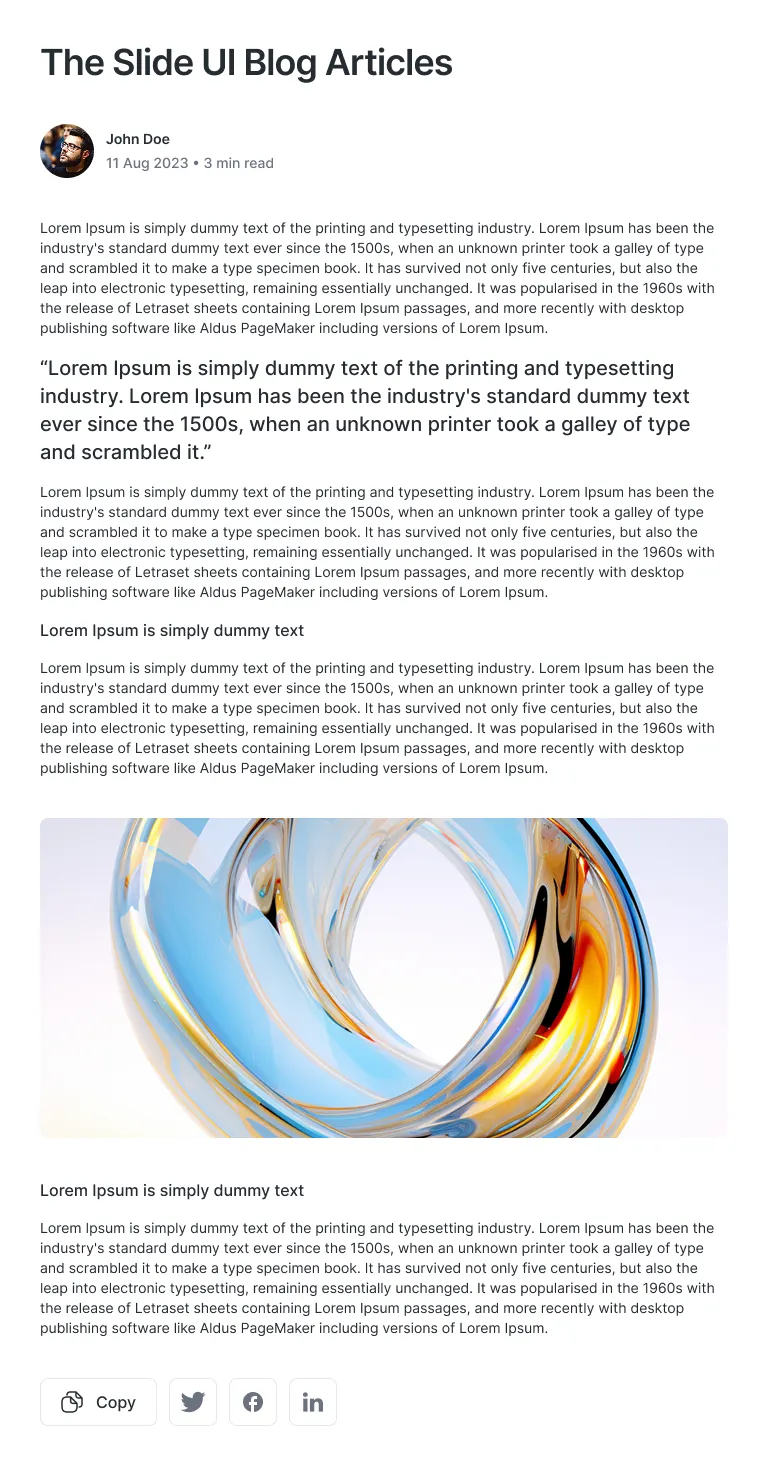 The Slide UI Blog Articles
John Doe
11 Aug 2023 • 3 min read
Lorem Ipsum is simply dummy text of the printing and typesetting industry. Lorem Ipsum has been the
industry's standard dummy text ever since the 1500s, when an unknown printer took a galley of type
and scrambled it to make a type specimen book. It has survived not only five centuries, but also the
leap into electronic typesetting, remaining essentially unchanged. It was popularised in the 1960s with
the release of Letraset sheets containing Lorem Ipsum passages, and more recently with desktop
publishing software like Aldus PageMaker including versions of Lorem Ipsum.
“Lorem Ipsum is simply dummy text of the printing and typesetting
industry. Lorem Ipsum has been the industry's standard dummy text
ever since the 1500s, when an unknown printer took a galley of type
and scrambled it.”
Lorem Ipsum is simply dummy text of the printing and typesetting industry. Lorem Ipsum has been the
industry's standard dummy text ever since the 1500s, when an unknown printer took a galley of type
and scrambled it to make a type specimen book. It has survived not only five centuries, but also the
leap into electronic typesetting, remaining essentially unchanged. It was popularised in the 1960s with
the release of Letraset sheets containing Lorem Ipsum passages, and more recently with desktop
publishing software like Aldus PageMaker including versions of Lorem Ipsum.
Lorem Ipsum is simply dummy text
Lorem Ipsum is simply dummy text of the printing and typesetting industry. Lorem Ipsum has been the
industry's standard dummy text ever since the 1500s, when an unknown printer took a galley of type
and scrambled it to make a type specimen book. It has survived not only five centuries, but also the
leap into electronic typesetting, remaining essentially unchanged. It was popularised in the 1960s with
the release of Letraset sheets containing Lorem Ipsum passages, and more recently with desktop
publishing software like Aldus PageMaker including versions of Lorem Ipsum.
Lorem Ipsum is simply dummy text
Lorem Ipsum is simply dummy text of the printing and typesetting industry. Lorem Ipsum has been the
industry's standard dummy text ever since the 1500s, when an unknown printer took a galley of type
and scrambled it to make a type specimen book. It has survived not only five centuries, but also the
leap into electronic typesetting, remaining essentially unchanged. It was popularised in the 1960s with
the release of Letraset sheets containing Lorem Ipsum passages, and more recently with desktop
publishing software like Aldus PageMaker including versions of Lorem Ipsum.
Copy